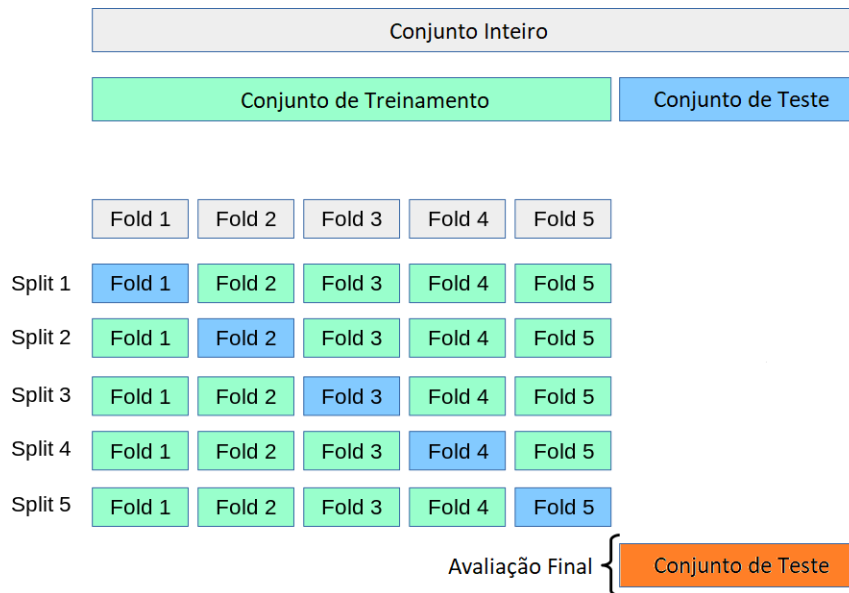 Conjunto Inteiro
Conjunto de Treinamento Conjunto de Teste
Fold 1 Fold 2 Fold 3 Fold 4 Fold 5
Split 1 Fold 1 Fold 2 Fold 3 Fold 4 Fold 5
Split 2 Fold 1 Fold 2 Fold 3 Fold 4 Fold 5
Split 3 Fold 1 Fold 2 Fold 3 Fold 4 Fold 5
Split 4 Fold 1 Fold 2 Fold 3 Fold 4 Fold 5
Split 5 Fold 1 Fold 2 Fold 3 Fold 4 Fold 5
Avaliação Final Conjunto de Teste